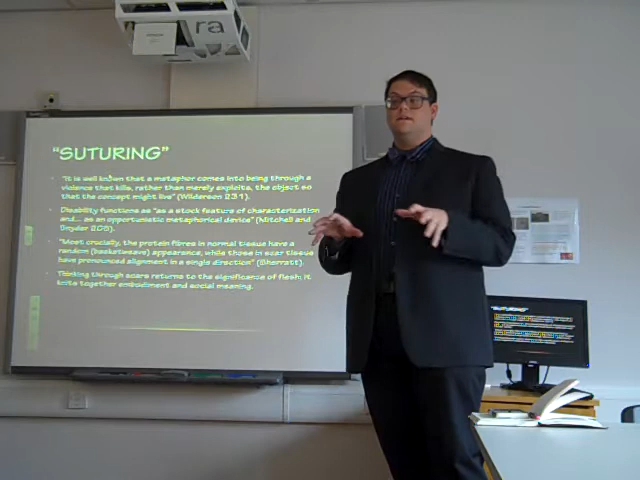 ra
"SUTURING"
"It is well known that a metaphor comes into being through a
violence that kills, rather than merely exploits, the object so
that the concept might live" (Wilderson 231).
Disability functions as "as a stock feature of characterization
and... as an opportunistic metaphorical device" (Mitchell and
Snyder 205).
"Most crucially, the protein fibres in normal tissue have a
random (basketweave) appearance, while those in scar tissue
have pronounced alignment in a single direction" (Sherratt).
Thinking through scars returns to the significance of flesh; it
knits together embodiment and social meaning.
"SUTURING"